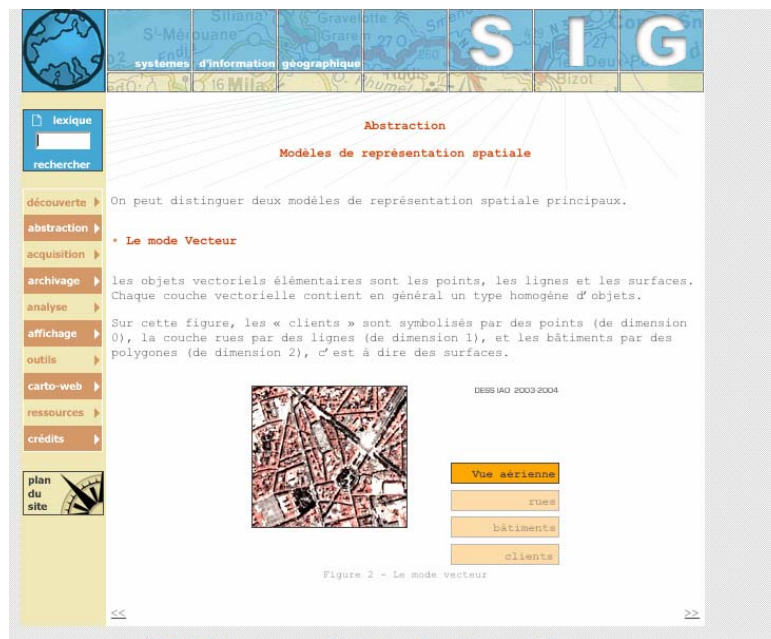 SIG
systèmes d'information géographique
lexique
rechercher
découverte
abstraction
acquisition
archivage
analyse
affichage
outils
carto-web
ressources
crédits
plan
du
site
Abstraction
Modèles de représentation spatiale
On peut distinguer deux modèles de représentation spatiale principaux.
• Le mode Vecteur
les objets vectoriels élémentaires sont les points, les lignes et les surfaces.
Chaque couche vectorielle contient en général un type homogène d'objets.
Sur cette figure, les « clients » sont symbolisés par des points (de dimension
0), la couche rues par des lignes (de dimension 1), et les bâtiments par des
polygones (de dimension 2), c'est à dire des surfaces.
DESS IAO 2003-2004
Vue aérienne
rues
bâtiments
clients
Figure 2 - Le mode vecteur
<< >>